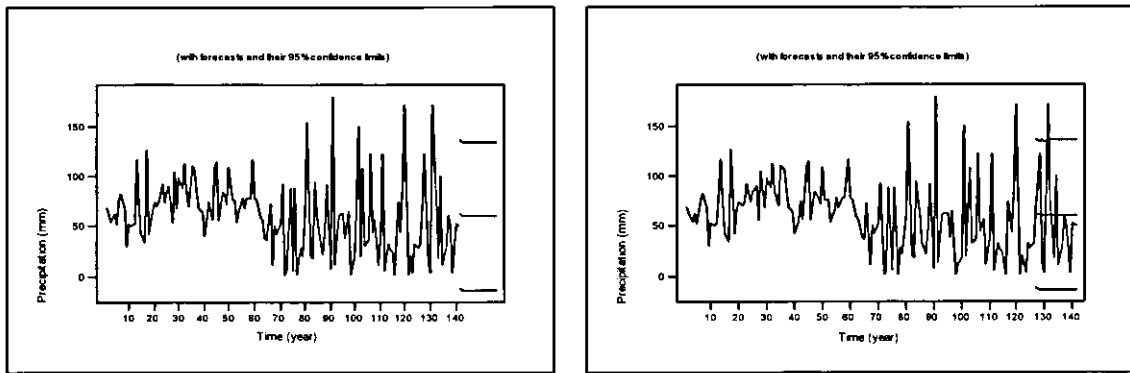 (with forecasts and their 95% confidence limits)
150
100
50
0
Precipitation (mm)
10 20 30 40 50 60 70 80 90 100 110 120 130 140
Time (year)
(with forecasts and their 95% confidence limits)
150
100
50
0
Precipitation (mm)
10 20 30 40 50 60 70 80 90 100 110 120 130 140
Time (year)